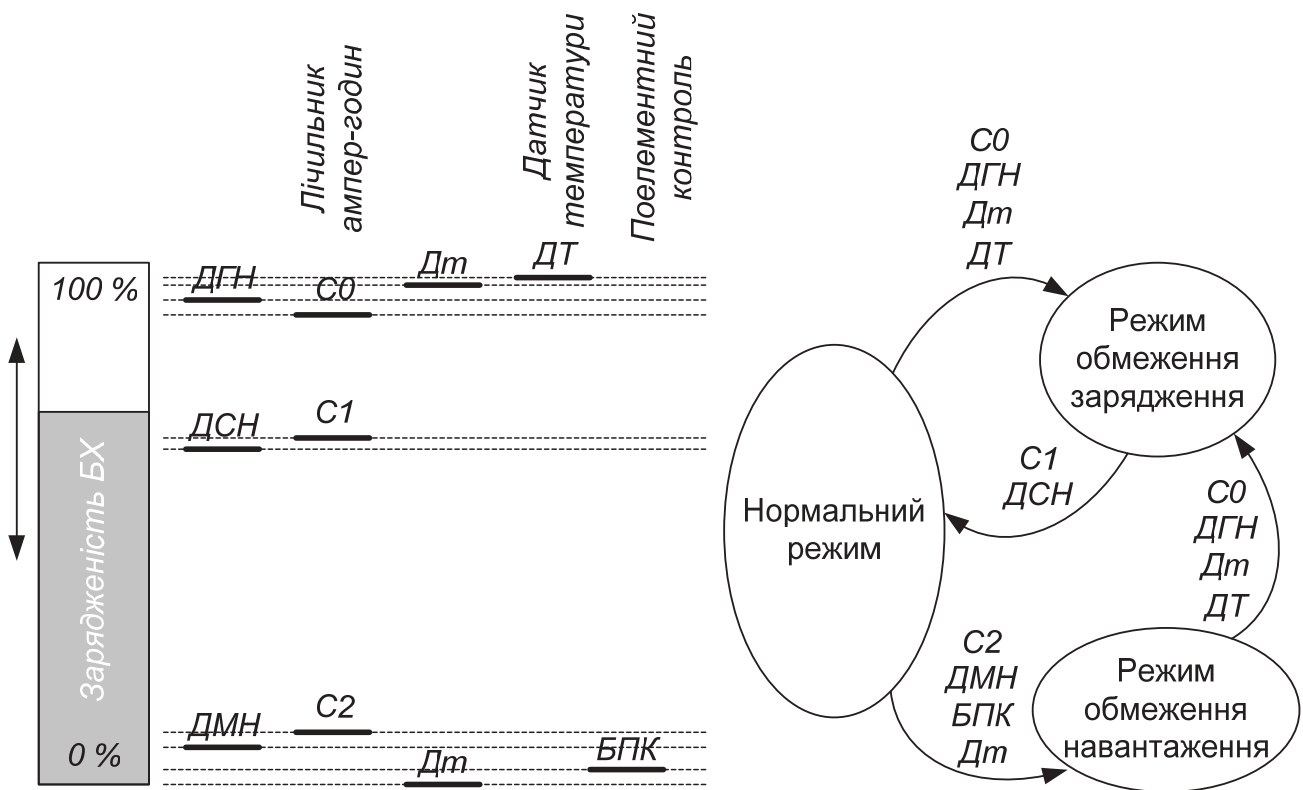 Лічильник
ампер-годин
Датчик
температури
Поелементний
контроль
100 %
ДГН
С0
Дт
ДТ
ДСН
С1
Зарядженість БХ
ДМН
С2
0 %
Дт
БПК
С0
ДГН
Дт
ДТ
Режим
обмеження
зарядження
С1
ДСН
Нормальний
режим
С0
ДГН
Дт
ДТ
С2
ДМН
БПК
Дт
Режим
обмеження
навантаження